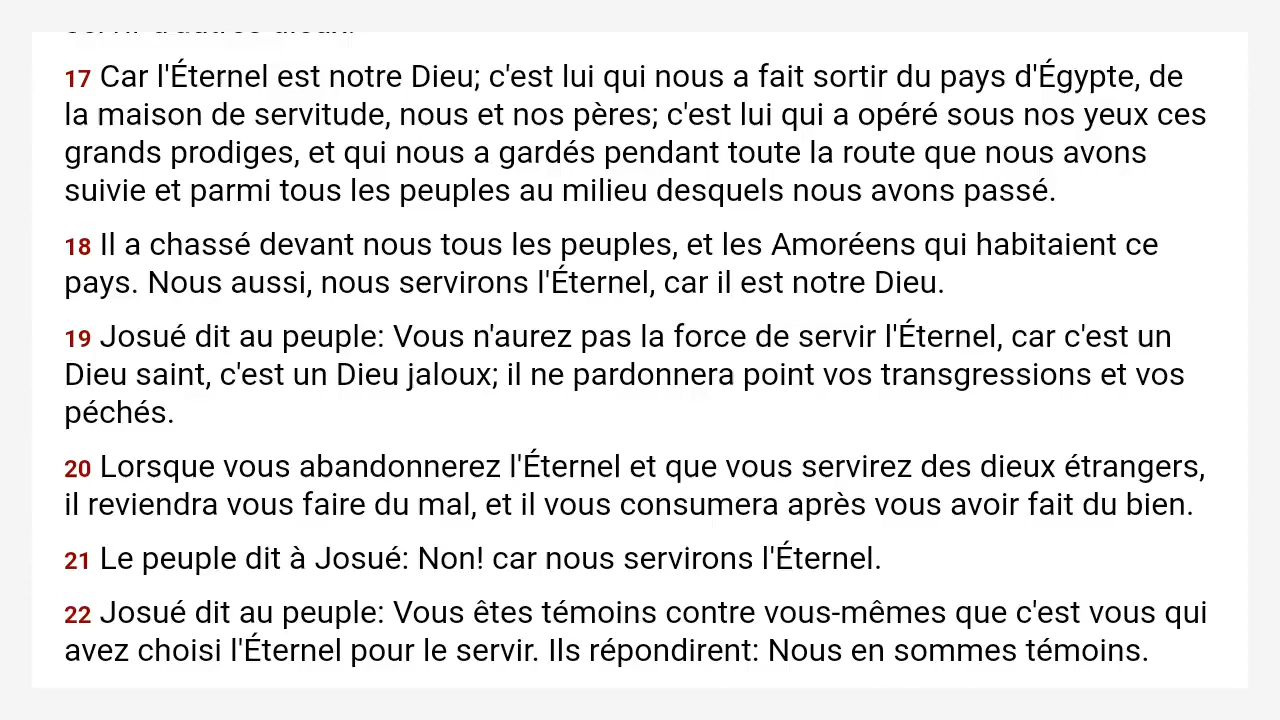 17 Car l'Éternel est notre Dieu; c'est lui qui nous a fait sortir du pays d'Égypte, de
la maison de servitude, nous et nos pères; c'est lui qui a opéré sous nos yeux ces
grands prodiges, et qui nous a gardés pendant toute la route que nous avons
suivie et parmi tous les peuples au milieu desquels nous avons passé.
18 Il a chassé devant nous tous les peuples, et les Amoréens qui habitaient ce
pays. Nous aussi, nous servirons l'Éternel, car il est notre Dieu.
19 Josué dit au peuple: Vous n'aurez pas la force de servir l'Éternel, car c'est un
Dieu saint, c'est un Dieu jaloux; il ne pardonnera point vos transgressions et vos
péchés.
20 Lorsque vous abandonnerez l'Éternel et que vous servirez des dieux étrangers,
il reviendra vous faire du mal, et il vous consumera après vous avoir fait du bien.
21 Le peuple dit à Josué: Non! car nous servirons l'Éternel.
22 Josué dit au peuple: Vous êtes témoins contre vous-mêmes que c'est vous qui
avez choisi l'Éternel pour le servir. Ils répondirent: Nous en sommes témoins.